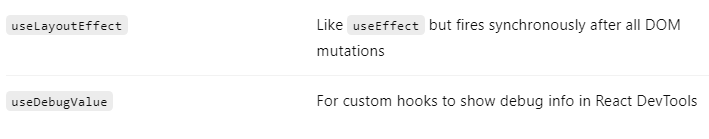 useLayoutEffect Like useEffect but fires synchronously after all DOM
mutations
useDebugValue For custom hooks to show debug info in React DevTools